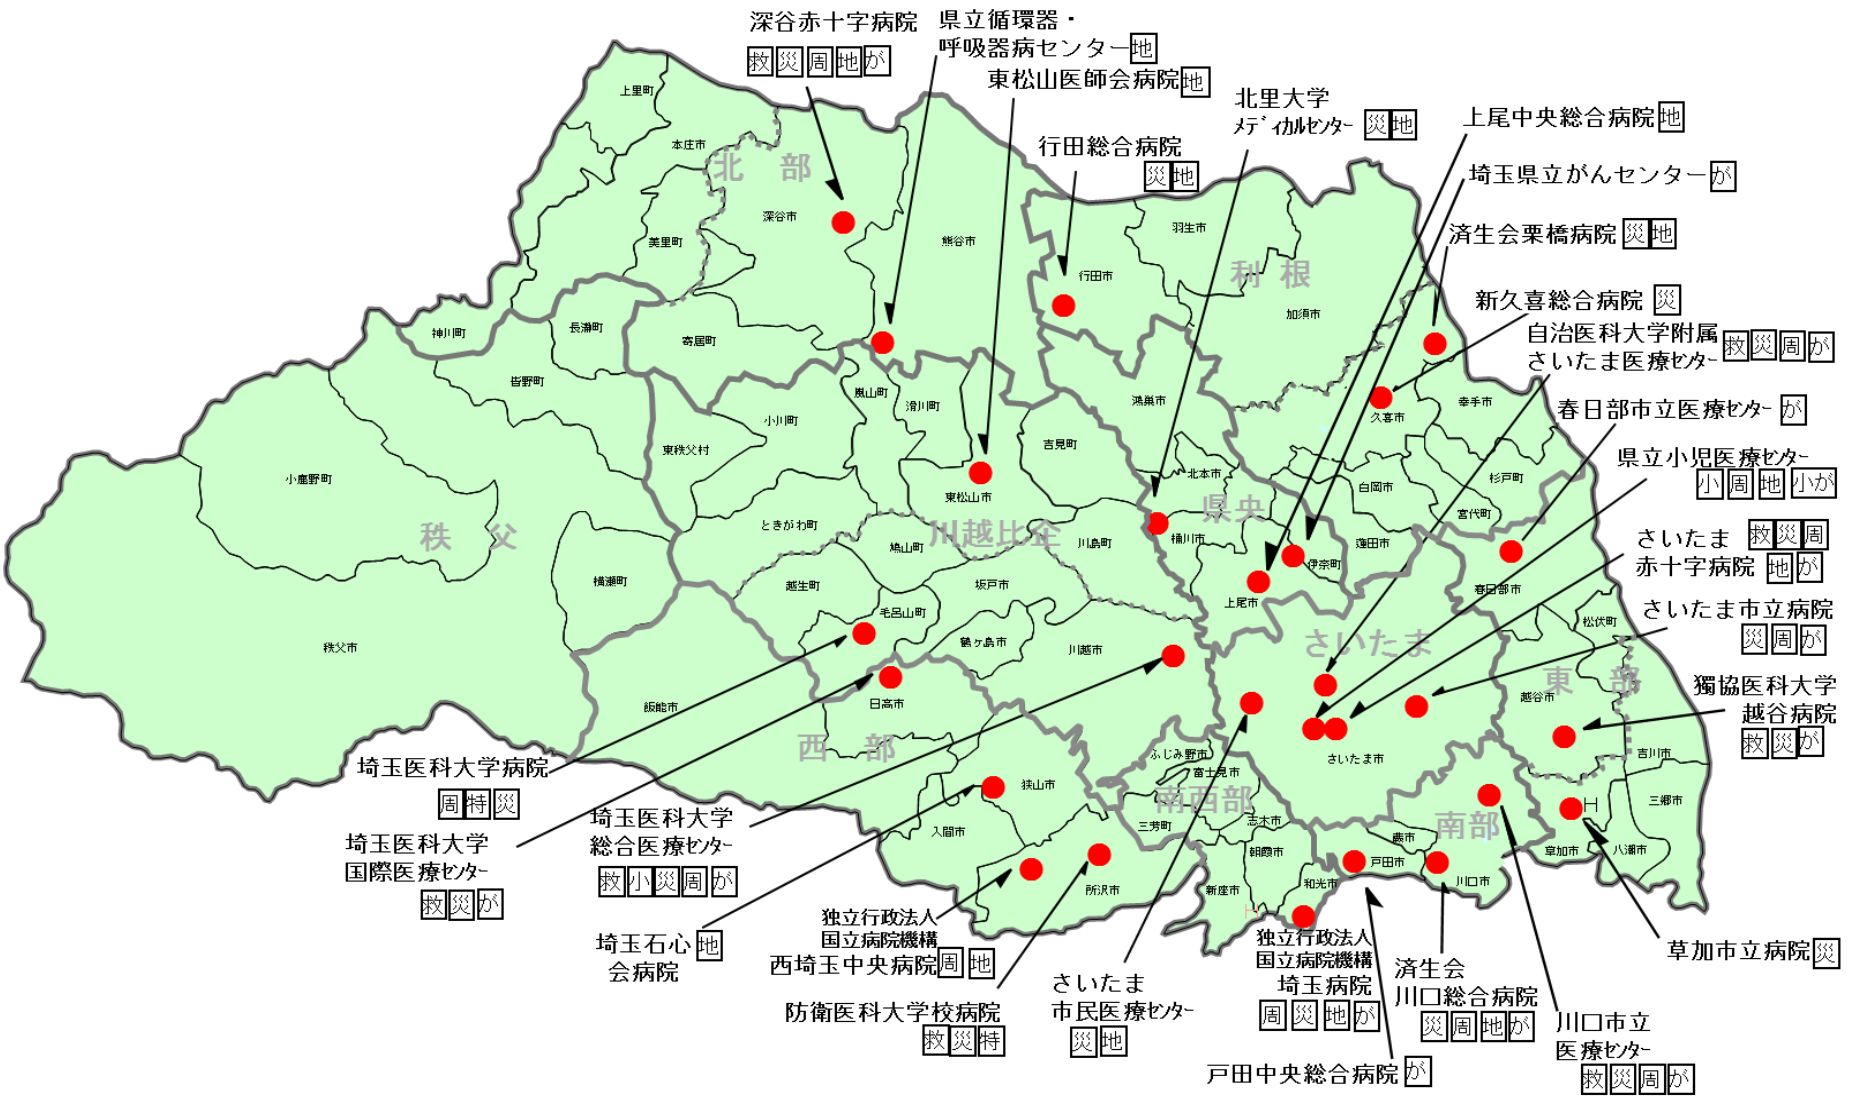 深谷赤十字病院
救 災 周 地 が
県立循環器・
呼吸器病センター 地
東松山医師会病院 地
北里大学
メディカルセンター 災 地
行田総合病院
災 地
上尾中央総合病院 地
埼玉県立がんセンター が
済生会栗橋病院 災 地
新久喜総合病院 災
自治医科大学附属
さいたま医療センター 救 災 周 が
春日部市立医療センター が
県立小児医療センター
小 周 地 小が
さいたま 救 災 周
赤十字病院 地 が
さいたま市立病院
災 周 が
獨協医科大学
越谷病院
救 災 が
北 部
利 根
県央
秩 父
川越比企
さいたま
東 部
西 部
南西部
南部
上里町
本庄市
深谷市
美里町
熊谷市
行田市
羽生市
加須市
神川町
長瀞町
寄居町
皆野町
嵐山町
滑川町
小川町
東秩父村
吉見町
鴻巣市
久喜市
幸手市
小鹿野町
東松山市
北本市
白岡市
杉戸町
宮代町
ときがわ町
鳩山町
川島町
桶川市
伊奈町
蓮田市
横瀬町
越生町
坂戸市
上尾市
春日部市
毛呂山町
鶴ヶ島市
川越市
松伏町
秩父市
飯能市
日高市
越谷市
さいたま市
ふじみ野市
富士見市
吉川市
狭山市
三芳町
志木市
三郷市
入間市
朝霞市
蕨市
戸田市
草加市
八潮市
所沢市
新座市
和光市
川口市
H
H
埼玉医科大学病院
周 特 災
埼玉医科大学
国際医療センター
救 災 が
埼玉医科大学
総合医療センター
救 小 災 周 が
埼玉石心 地
会病院
独立行政法人
国立病院機構
西埼玉中央病院 周 地
防衛医科大学校病院
救 災 特
さいたま
市民医療センター
災 地
独立行政法人
国立病院機構
埼玉病院
周 災 地 が
戸田中央総合病院 が
済生会
川口総合病院
災 周 地 が
川口市立
医療センター
救 災 周 が
草加市立病院 災